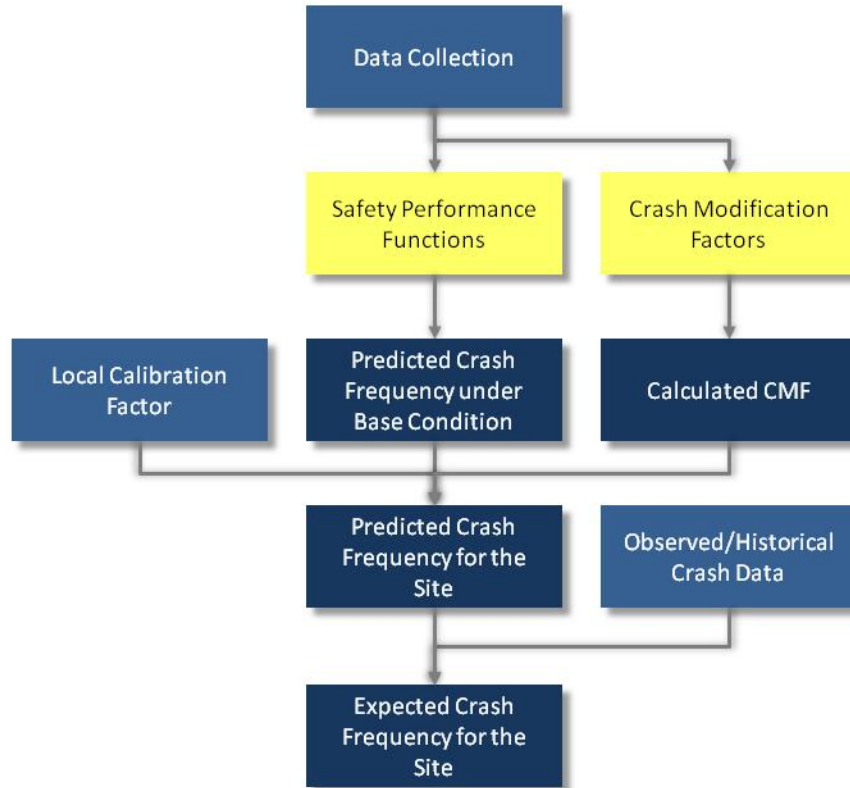 Data Collection
Safety Performance
Functions
Crash Modification
Factors
Local Calibration
Factor
Predicted Crash
Frequency under
Base Condition
Calculated CMF
Predicted Crash
Frequency for the
Site
Observed/Historical
Crash Data
Expected Crash
Frequency for the
Site